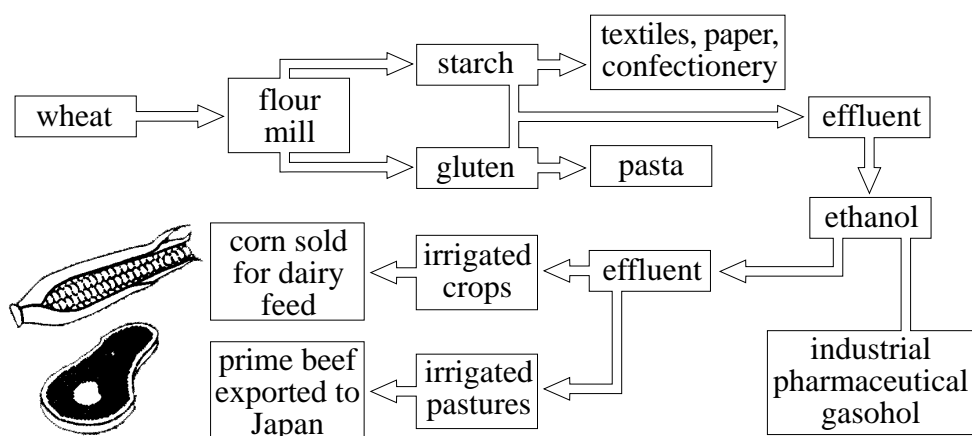 wheat
flour
mill
starch
textiles, paper,
confectionery
gluten
pasta
effluent
ethanol
industrial
pharmaceutical
gasohol
effluent
irrigated
crops
corn sold
for dairy
feed
irrigated
pastures
prime beef
exported to
Japan